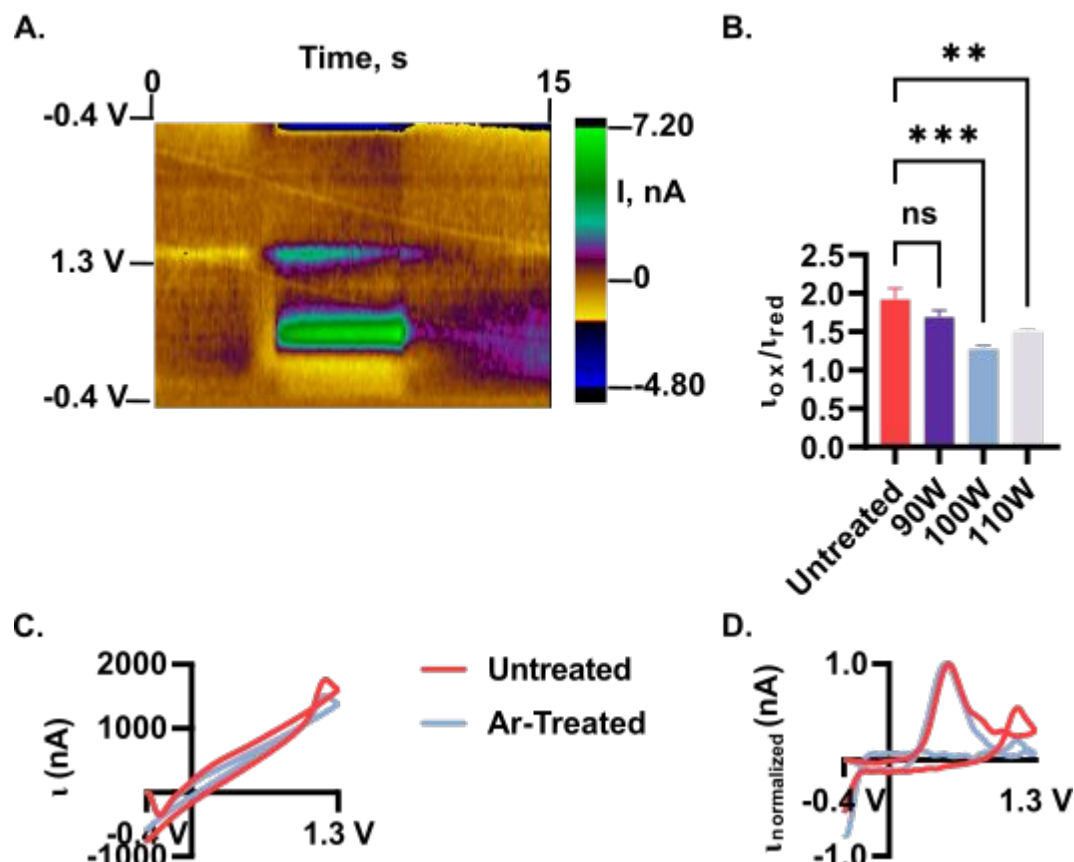 A.
Time, s
0
15
-0.4 V
1.3 V
-0.4 V
7.20
I, nA
0
-4.80
B.
**
***
ns
2.5
2.0
1.5
1.0
0.5
0.0
ιox/ιred
Untreated
90W
100W
110W
C.
2000
1000
-1000
ι (nA)
-0.4 V
1.3 V
Untreated
Ar-Treated
D.
1.0
-1.0
ιnormalized (nA)
-0.4 V
1.3 V